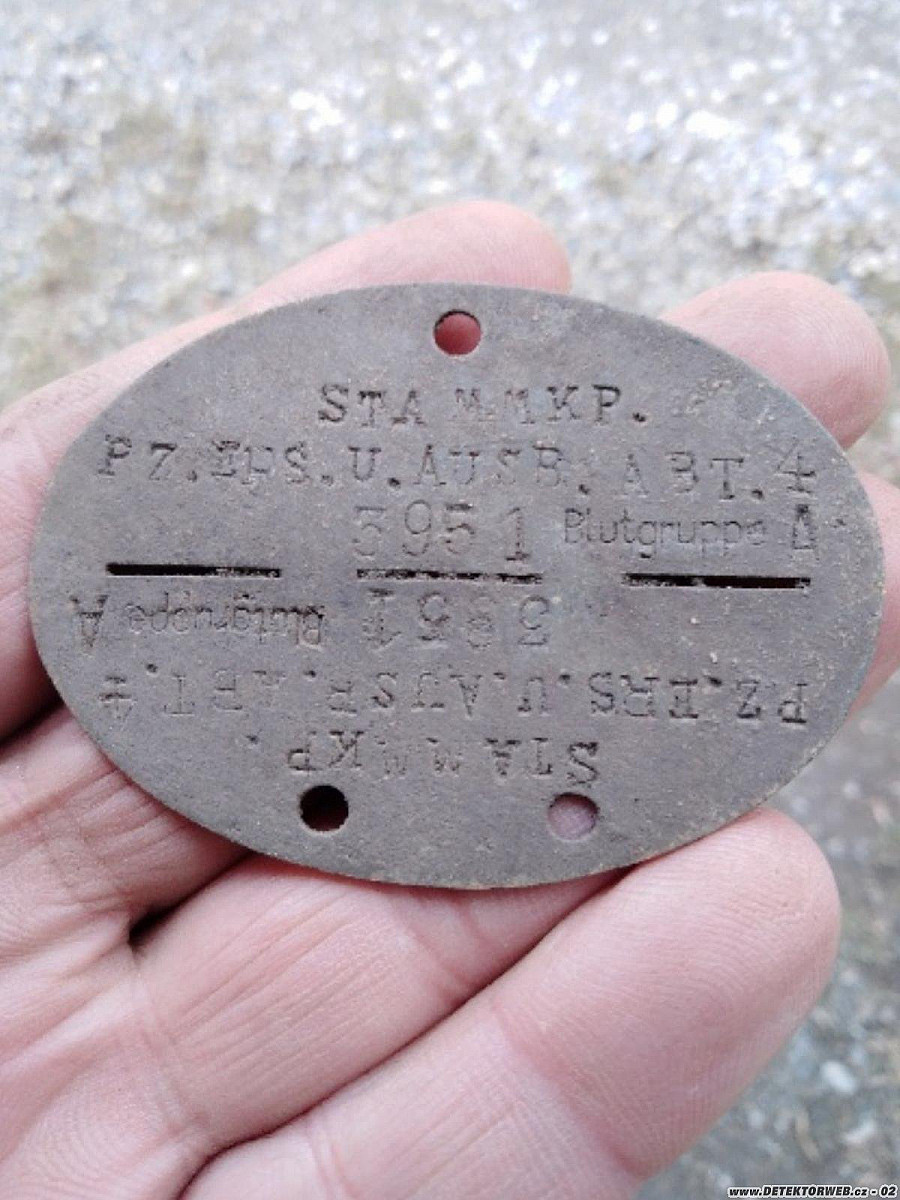 STAMMKP.
PZ.ERS.U.AUSB.ABT.4
3951 Blutgruppe A
3951 Blutgruppe A
PZ.ERS.U.AUSB.ABT.4
STAMMKP.
www.DETEKTORWEB.cz - 02